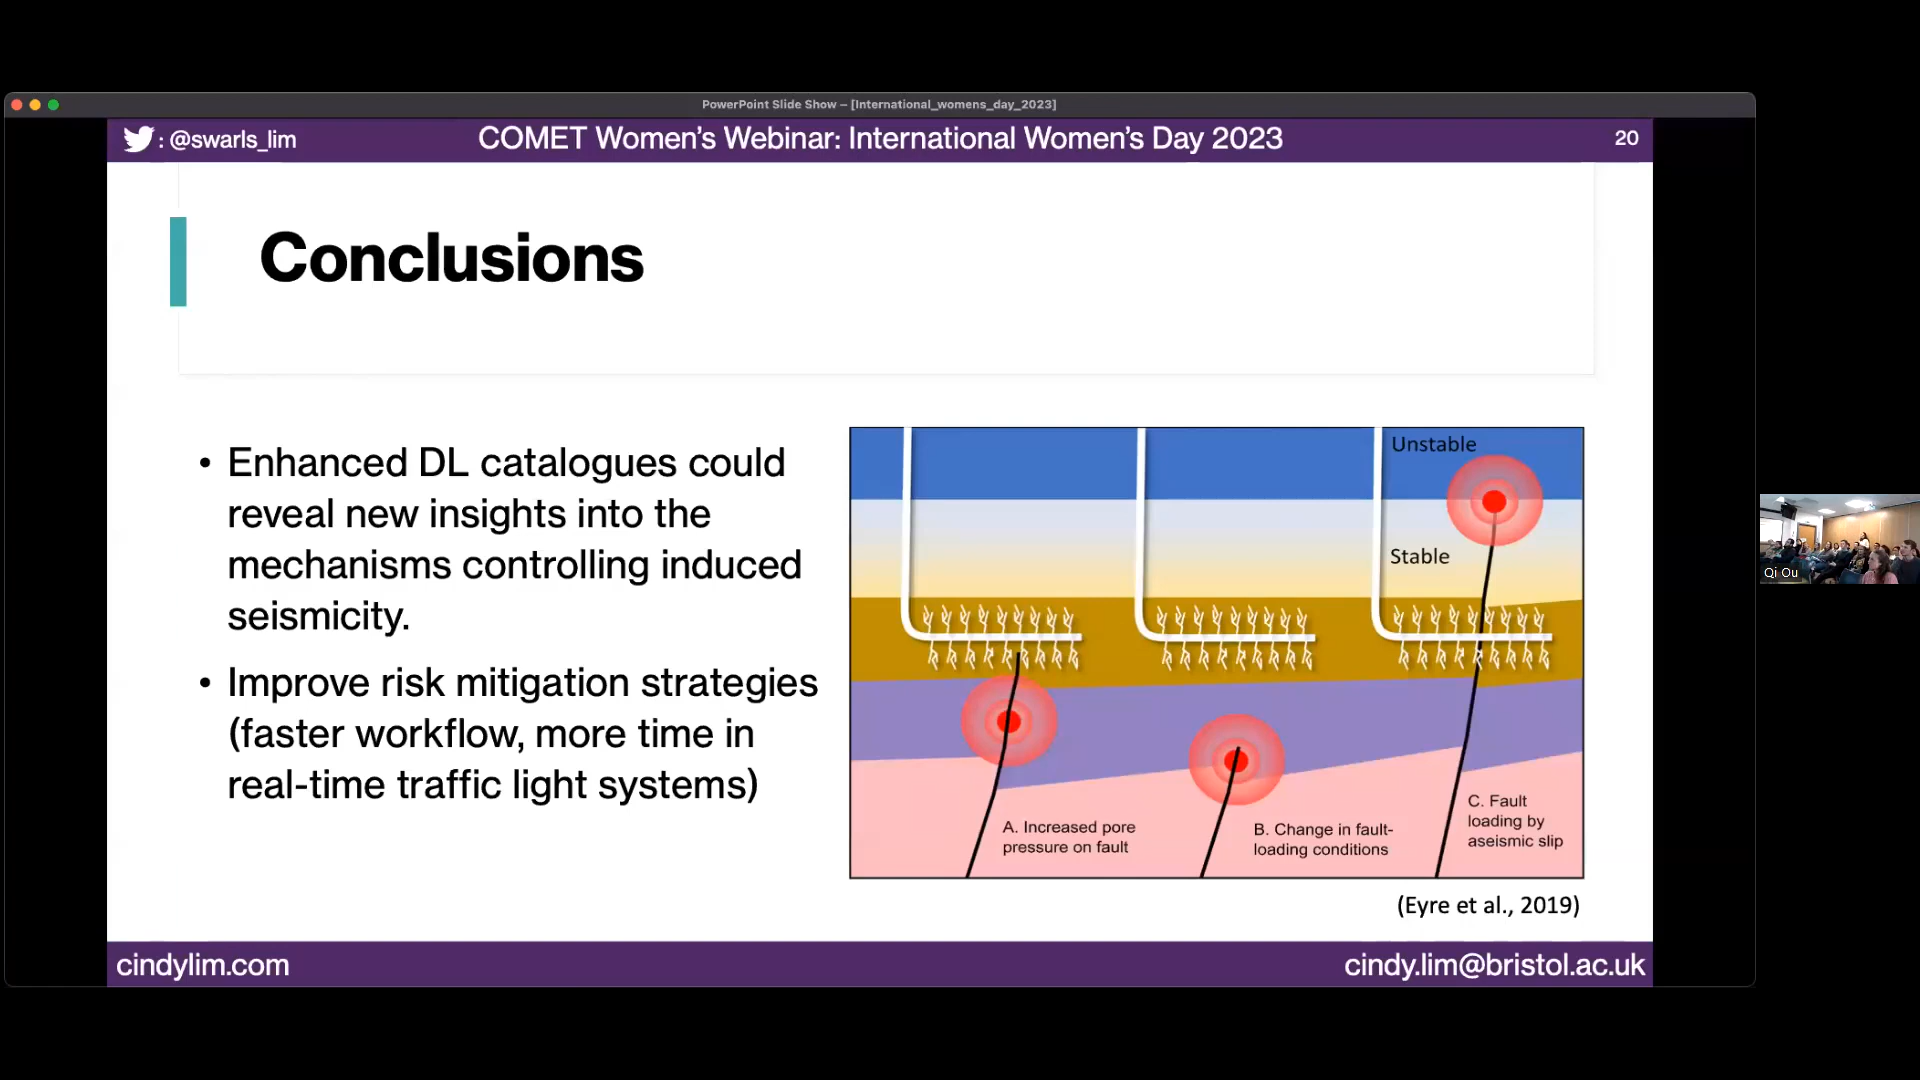 PowerPoint Slide Show – [International_womens_day_2023]
: @swarls_lim
COMET Women's Webinar: International Women's Day 2023
20
Conclusions
• Enhanced DL catalogues could
reveal new insights into the
mechanisms controlling induced
seismicity.
• Improve risk mitigation strategies
(faster workflow, more time in
real-time traffic light systems)
Unstable
Stable
A. Increased pore
pressure on fault
B. Change in fault-
loading conditions
C. Fault
loading by
aseismic slip
(Eyre et al., 2019)
Qi Ou
cindylim.com
cindy.lim@bristol.ac.uk